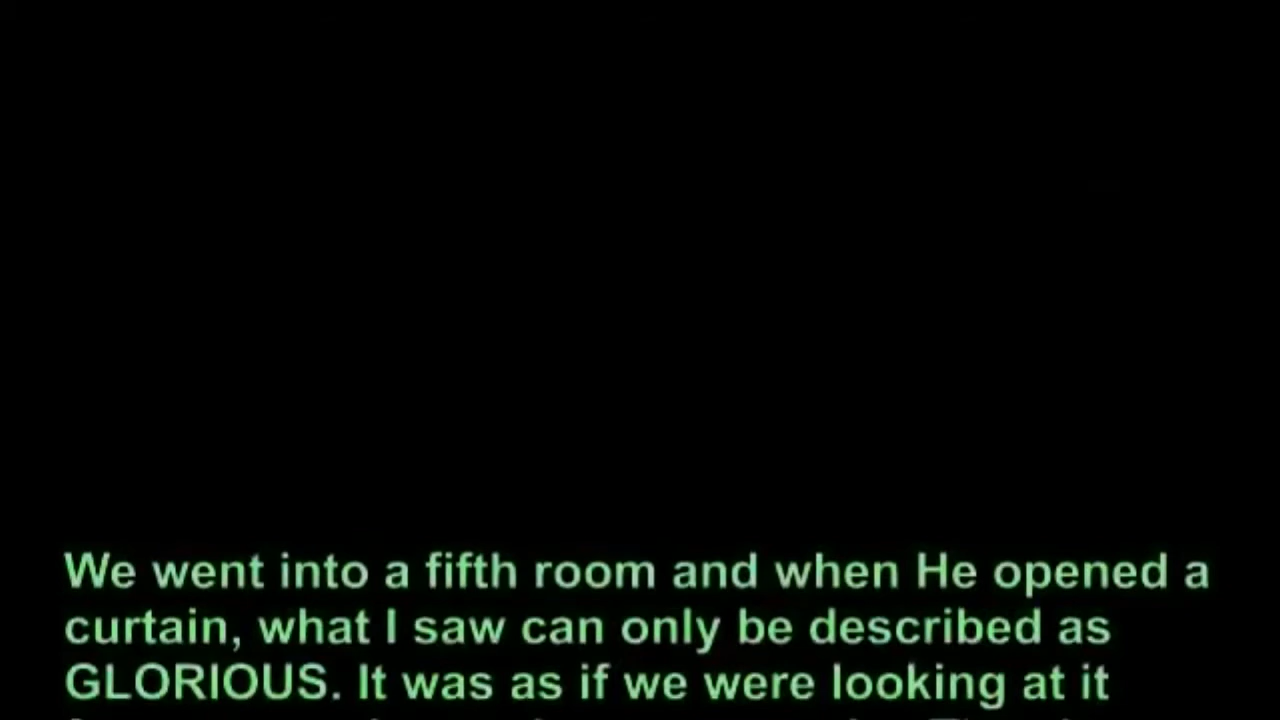 We went into a fifth room and when He opened a
curtain, what I saw can only be described as
GLORIOUS. It was as if we were looking at it